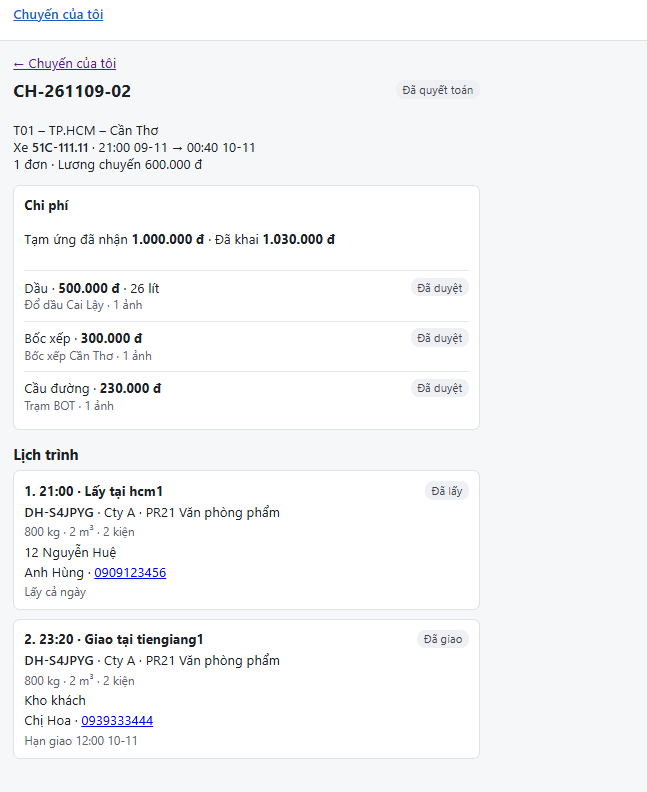 Chuyến của tôi
← Chuyến của tôi
CH-261109-02
Đã quyết toán
T01 – TP.HCM – Cần Thơ
Xe 51C-111.11 · 21:00 09-11 → 00:40 10-11
1 đơn · Lương chuyến 600.000 đ
Chi phí
Tạm ứng đã nhận 1.000.000 đ · Đã khai 1.030.000 đ
Dầu · 500.000 đ · 26 lít
Đã duyệt
Đổ dầu Cai Lậy · 1 ảnh
Bốc xếp · 300.000 đ
Đã duyệt
Bốc xếp Cần Thơ · 1 ảnh
Cầu đường · 230.000 đ
Đã duyệt
Trạm BOT · 1 ảnh
Lịch trình
1. 21:00 · Lấy tại hcm1
Đã lấy
DH-S4JPYG · Cty A · PR21 Văn phòng phẩm
800 kg · 2 m³ · 2 kiện
12 Nguyễn Huệ
Anh Hùng · 0909123456
Lấy cả ngày
2. 23:20 · Giao tại tiengiang1
Đã giao
DH-S4JPYG · Cty A · PR21 Văn phòng phẩm
800 kg · 2 m³ · 2 kiện
Kho khách
Chị Hoa · 0939333444
Hạn giao 12:00 10-11